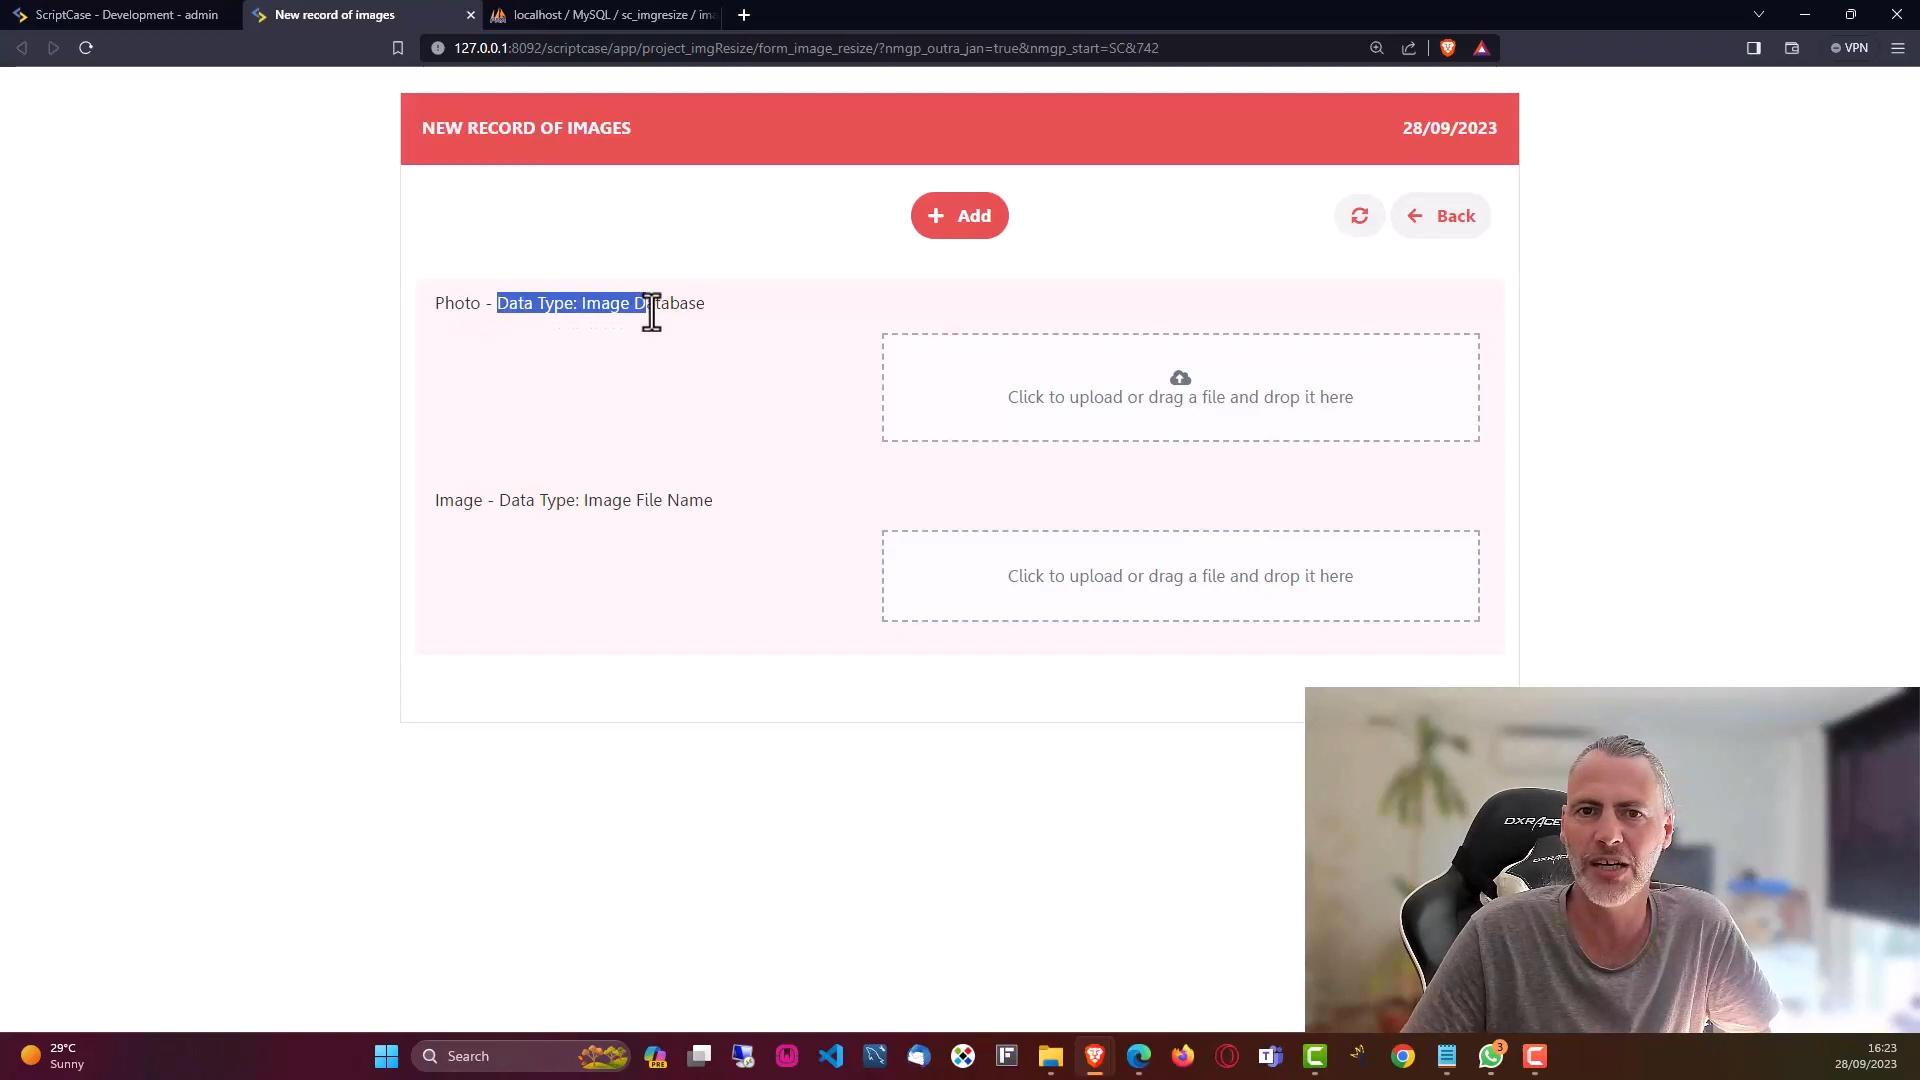 ScriptCase - Development - admin
New record of images
localhost / MySQL / sc_imgresize / ima
127.0.0.1:8092/scriptcase/app/project_imgResize/form_image_resize/?nmgp_outra_jan=true&nmgp_start=SC&742
VPN
NEW RECORD OF IMAGES
28/09/2023
Add
Back
Photo - Data Type: Image Database
Click to upload or drag a file and drop it here
Image - Data Type: Image File Name
Click to upload or drag a file and drop it here
DXRACE
29°C
Sunny
Search
PRE
3
16:23
28/09/2023